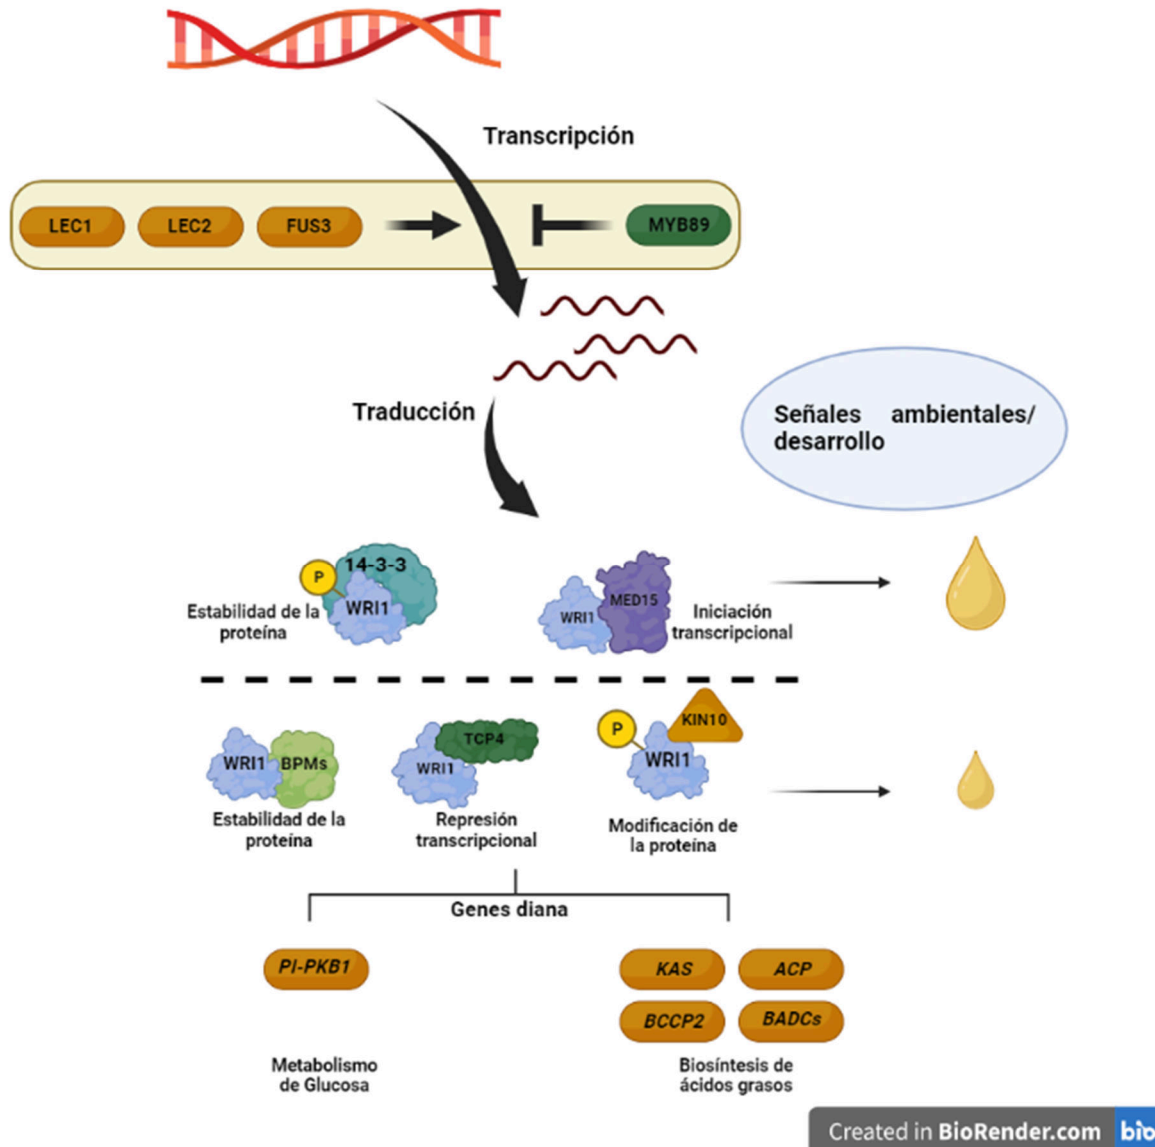 Transcripción
LEC1
LEC2
FUS3
MYB89
Traducción
Señales ambientales/
desarrollo
14-3-3
P
WRI1
Estabilidad de la
proteína
WRI1
MED15
Iniciación
transcripcional
WRI1
BPMs
Estabilidad de la
proteína
TCP4
WRI1
Represión
transcripcional
P
KIN10
WRI1
Modificación de
la proteína
Genes diana
PI-PKB1
KAS
ACP
BCCP2
BADCs
Metabolismo
de Glucosa
Biosíntesis de
ácidos grasos
Created in BioRender.com
bio